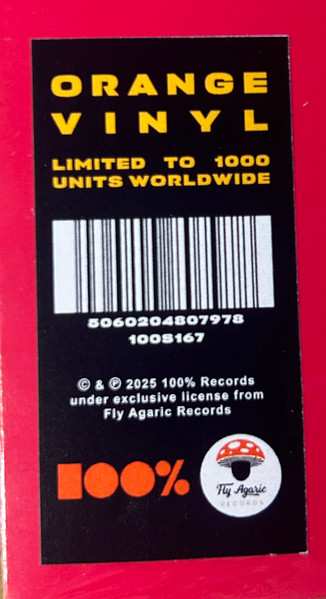 ORANGE
VINYL
LIMITED TO 1000
UNITS WORLDWIDE
5060204807978
100S167
© & ℗ 2025 100% Records
under exclusive license from
Fly Agaric Records
100%
Fly Agaric
RECORDS